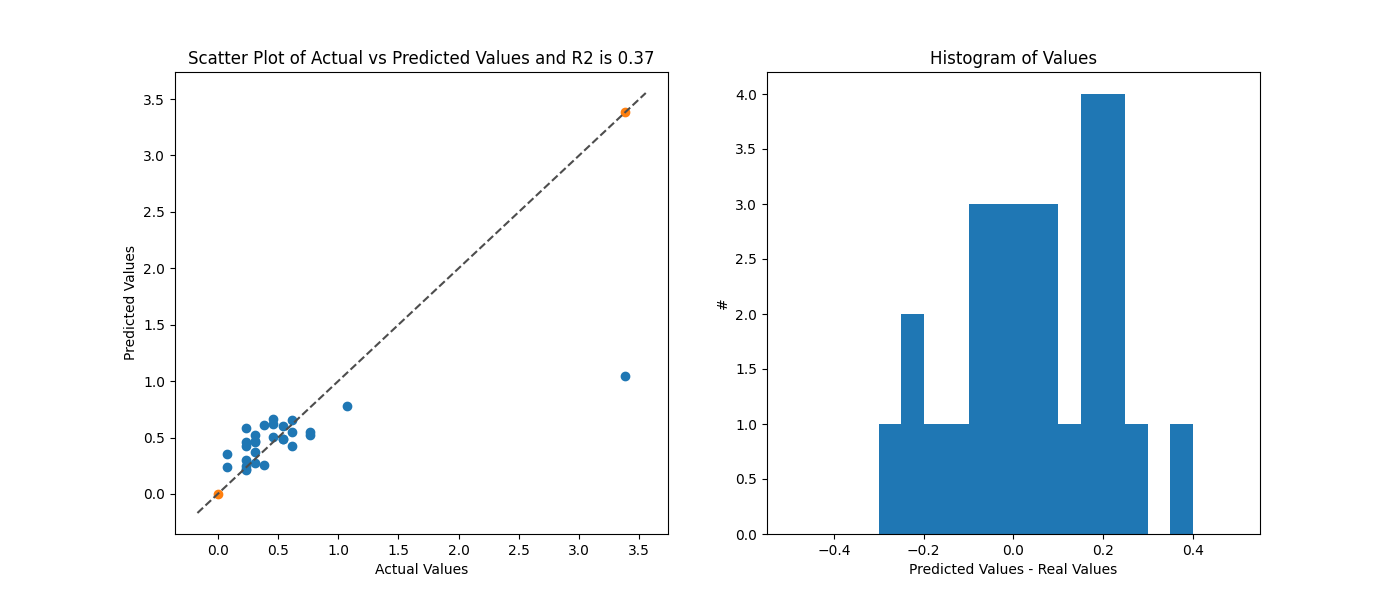 Scatter Plot of Actual vs Predicted Values and R2 is 0.37
3.5
3.0
2.5
2.0
1.5
1.0
0.5
0.0
Predicted Values
0.0 0.5 1.0 1.5 2.0 2.5 3.0 3.5
Actual Values
Histogram of Values
4.0
3.5
3.0
2.5
2.0
1.5
1.0
0.5
0.0
#
−0.4 −0.2 0.0 0.2 0.4
Predicted Values - Real Values